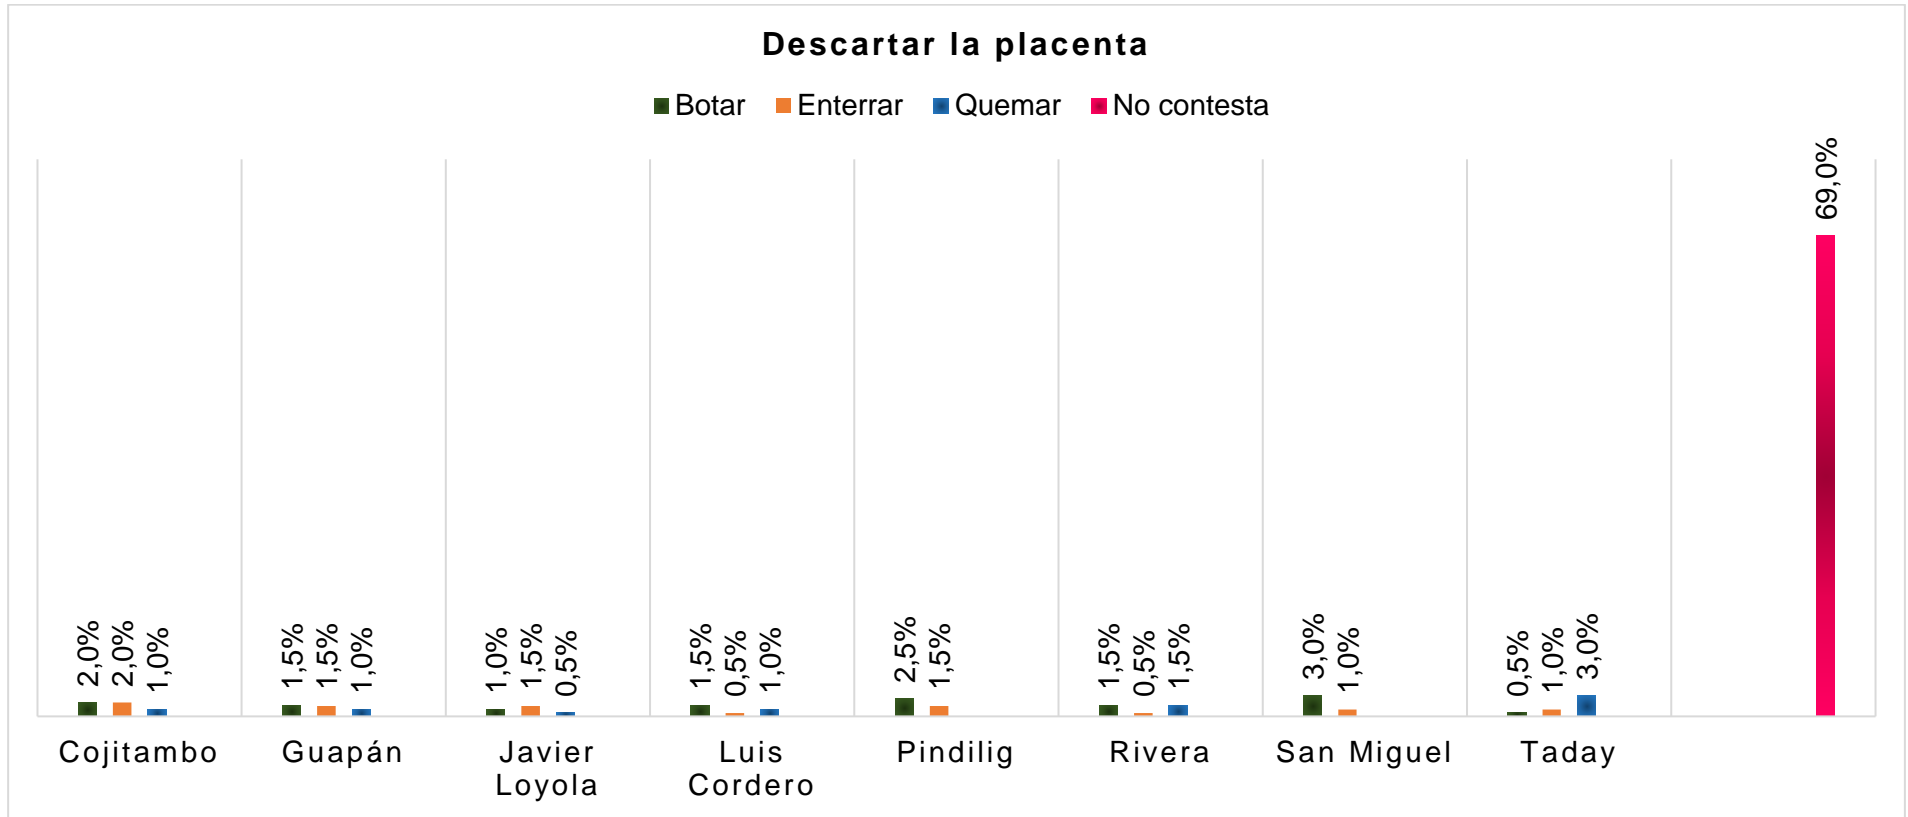 Descartar la placenta
Botar Enterrar Quemar No contesta
69,0%
2,0% 2,0% 1,0% 1,5% 1,5% 1,0% 1,0% 1,5% 0,5% 1,5% 0,5% 1,0% 2,5% 1,5% 1,5% 0,5% 1,5% 3,0% 1,0% 0,5% 1,0% 3,0%
Cojitambo Guapán Javier Luis Pindilig Rivera San Miguel Taday
Loyola Cordero